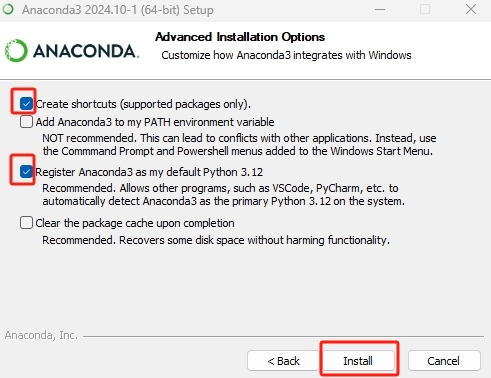 Anaconda3 2024.10-1 (64-bit) Setup
ANACONDA.
Advanced Installation Options
Customize how Anaconda3 integrates with Windows
Create shortcuts (supported packages only).
Add Anaconda3 to my PATH environment variable
NOT recommended. This can lead to conflicts with other applications. Instead, use
the Commmand Prompt and Powershell menus added to the Windows Start Menu.
Register Anaconda3 as my default Python 3.12
Recommended. Allows other programs, such as VSCode, PyCharm, etc. to
automatically detect Anaconda3 as the primary Python 3.12 on the system.
Clear the package cache upon completion
Recommended. Recovers some disk space without harming functionality.
Anaconda, Inc.
< Back
Install
Cancel